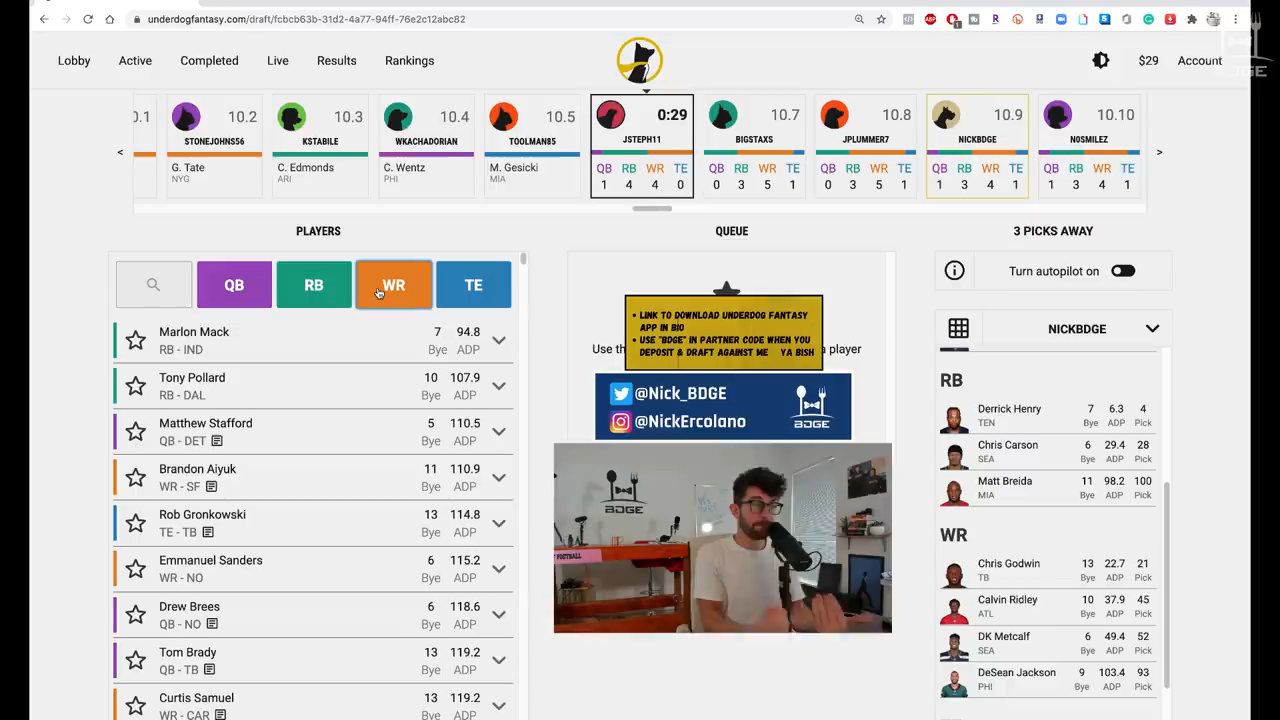 underdogfantasy.com/draft/fcbcb63b-31d2-4a77-94ff-76e2c12abc82
Lobby Active Completed Live Results Rankings $29 Account
BDGE
0.1 10.2 10.3 10.4 10.5 0:29 10.7 10.8 10.9 10.10
STONEJOHNS56 KSTABILE WKACHADORIAN TOOLMAN85 JSTEPH11 BIGSTAXS JPLUMMER7 NICKBDGE NOSMILEZ
G. Tate C. Edmonds C. Wentz M. Gesicki QB RB WR TE QB RB WR TE QB RB WR TE QB RB WR TE QB RB WR TE
NYG ARI PHI MIA 1 4 4 0 0 3 5 1 0 3 5 1 1 3 4 1 1 3 4 1
PLAYERS
QB RB WR TE
Marlon Mack 7 94.8
RB - IND Bye ADP
Tony Pollard 10 107.9
RB - DAL Bye ADP
Matthew Stafford 5 110.5
QB - DET Bye ADP
Brandon Aiyuk 11 110.9
WR - SF Bye ADP
Rob Gronkowski 13 114.8
TE - TB Bye ADP
Emmanuel Sanders 6 115.2
WR - NO Bye ADP
Drew Brees 6 118.6
QB - NO Bye ADP
Tom Brady 13 119.2
QB - TB Bye ADP
Curtis Samuel 13 119.2
WR - CAR Bye ADP
QUEUE
• LINK TO DOWNLOAD UNDERDOG FANTASY
APP IN BIO
• USE "BDGE" IN PARTNER CODE WHEN YOU
DEPOSIT & DRAFT AGAINST ME YA BISH
Use th a player
@Nick_BDGE
@NickErcolano
BDGE
BDGE
FOOTBALL
3 PICKS AWAY
Turn autopilot on
NICKBDGE
RB
Derrick Henry 7 6.3 4
TEN Bye ADP Pick
Chris Carson 6 29.4 28
SEA Bye ADP Pick
Matt Breida 11 98.2 100
MIA Bye ADP Pick
WR
Chris Godwin 13 22.7 21
TB Bye ADP Pick
Calvin Ridley 10 37.9 45
ATL Bye ADP Pick
DK Metcalf 6 49.4 52
SEA Bye ADP Pick
DeSean Jackson 9 103.4 93
PHI Bye ADP Pick